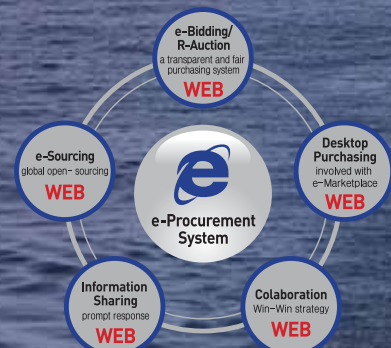 e-Bidding/
R-Auction
a transparent and fair
purchasing system
WEB
e-Sourcing
global open- sourcing
WEB
Desktop
Purchasing
involved with
e-Marketplace
WEB
e-Procurement
System
Information
Sharing
prompt response
WEB
Colaboration
Win-Win strategy
WEB